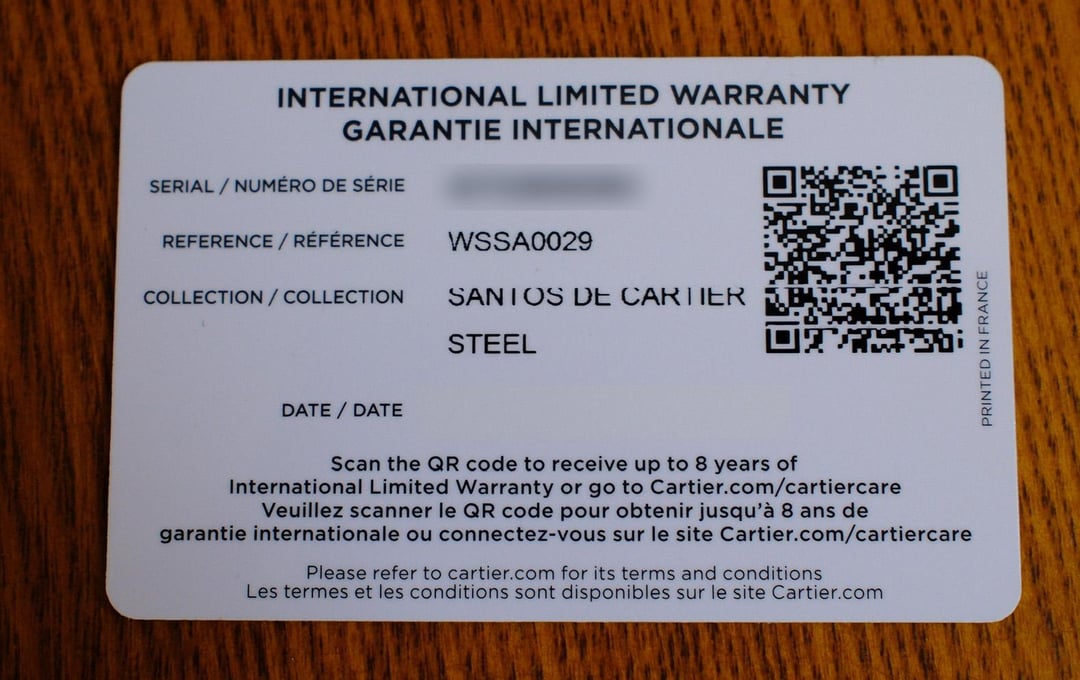 INTERNATIONAL LIMITED WARRANTY
GARANTIE INTERNATIONALE
SERIAL / NUMÉRO DE SÉRIE
REFERENCE / RÉFÉRENCE WSSA0029
COLLECTION / COLLECTION SANTOS DE CARTIER
STEEL
DATE / DATE
PRINTED IN FRANCE
Scan the QR code to receive up to 8 years of
International Limited Warranty or go to Cartier.com/cartiercare
Veuillez scanner le QR code pour obtenir jusqu'à 8 ans de
garantie internationale ou connectez-vous sur le site Cartier.com/cartiercare
Please refer to cartier.com for its terms and conditions
Les termes et les conditions sont disponibles sur le site Cartier.com